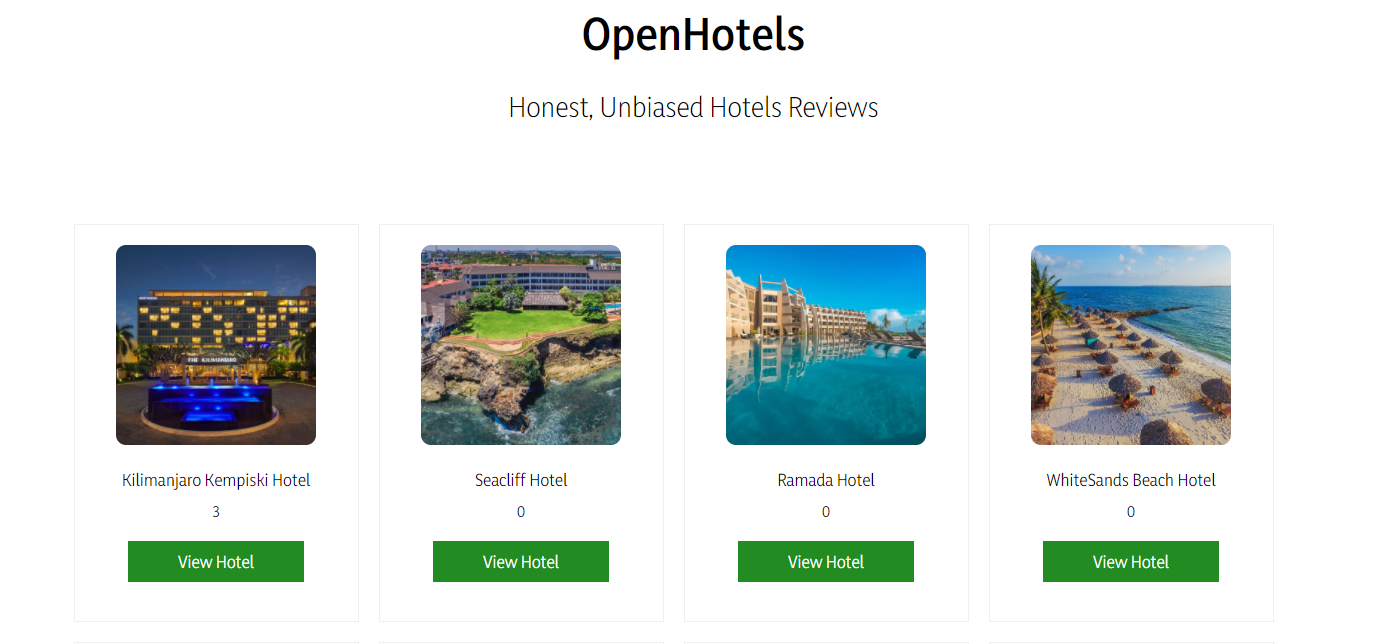 OpenHotels
Honest, Unbiased Hotels Reviews
THE KILIMANJARO
Kilimanjaro Kempiski Hotel
3
View Hotel
Seacliff Hotel
0
View Hotel
Ramada Hotel
0
View Hotel
WhiteSands Beach Hotel
0
View Hotel